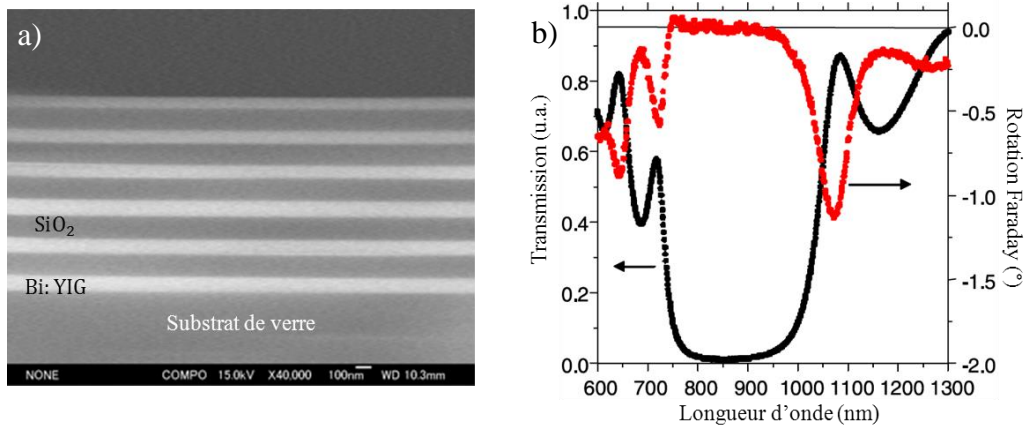 a)
SiO₂
Bi: YIG
Substrat de verre
NONE COMPO 15.0kV X40,000 100nm WD 10.3mm
b)
Transmission (u.a.)
1.0
0.8
0.6
0.4
0.2
0.0
0.0
-0.5
-1.0
-1.5
-2.0
Rotation Faraday (°)
600 700 800 900 1000 1100 1200 1300
Longueur d’onde (nm)